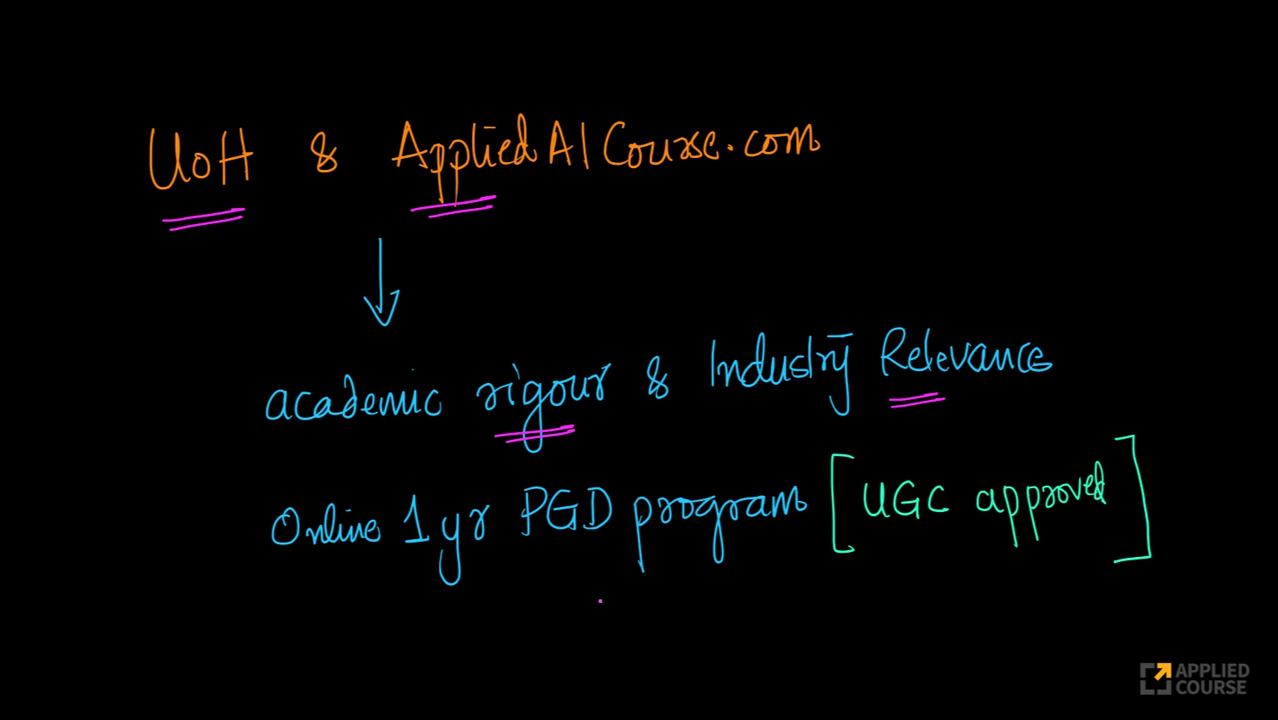 UoH & AppliedAICourse.com
academic rigour & Industry Relevance
Online 1 yr PGD program [UGC approved]
APPLIED
COURSE